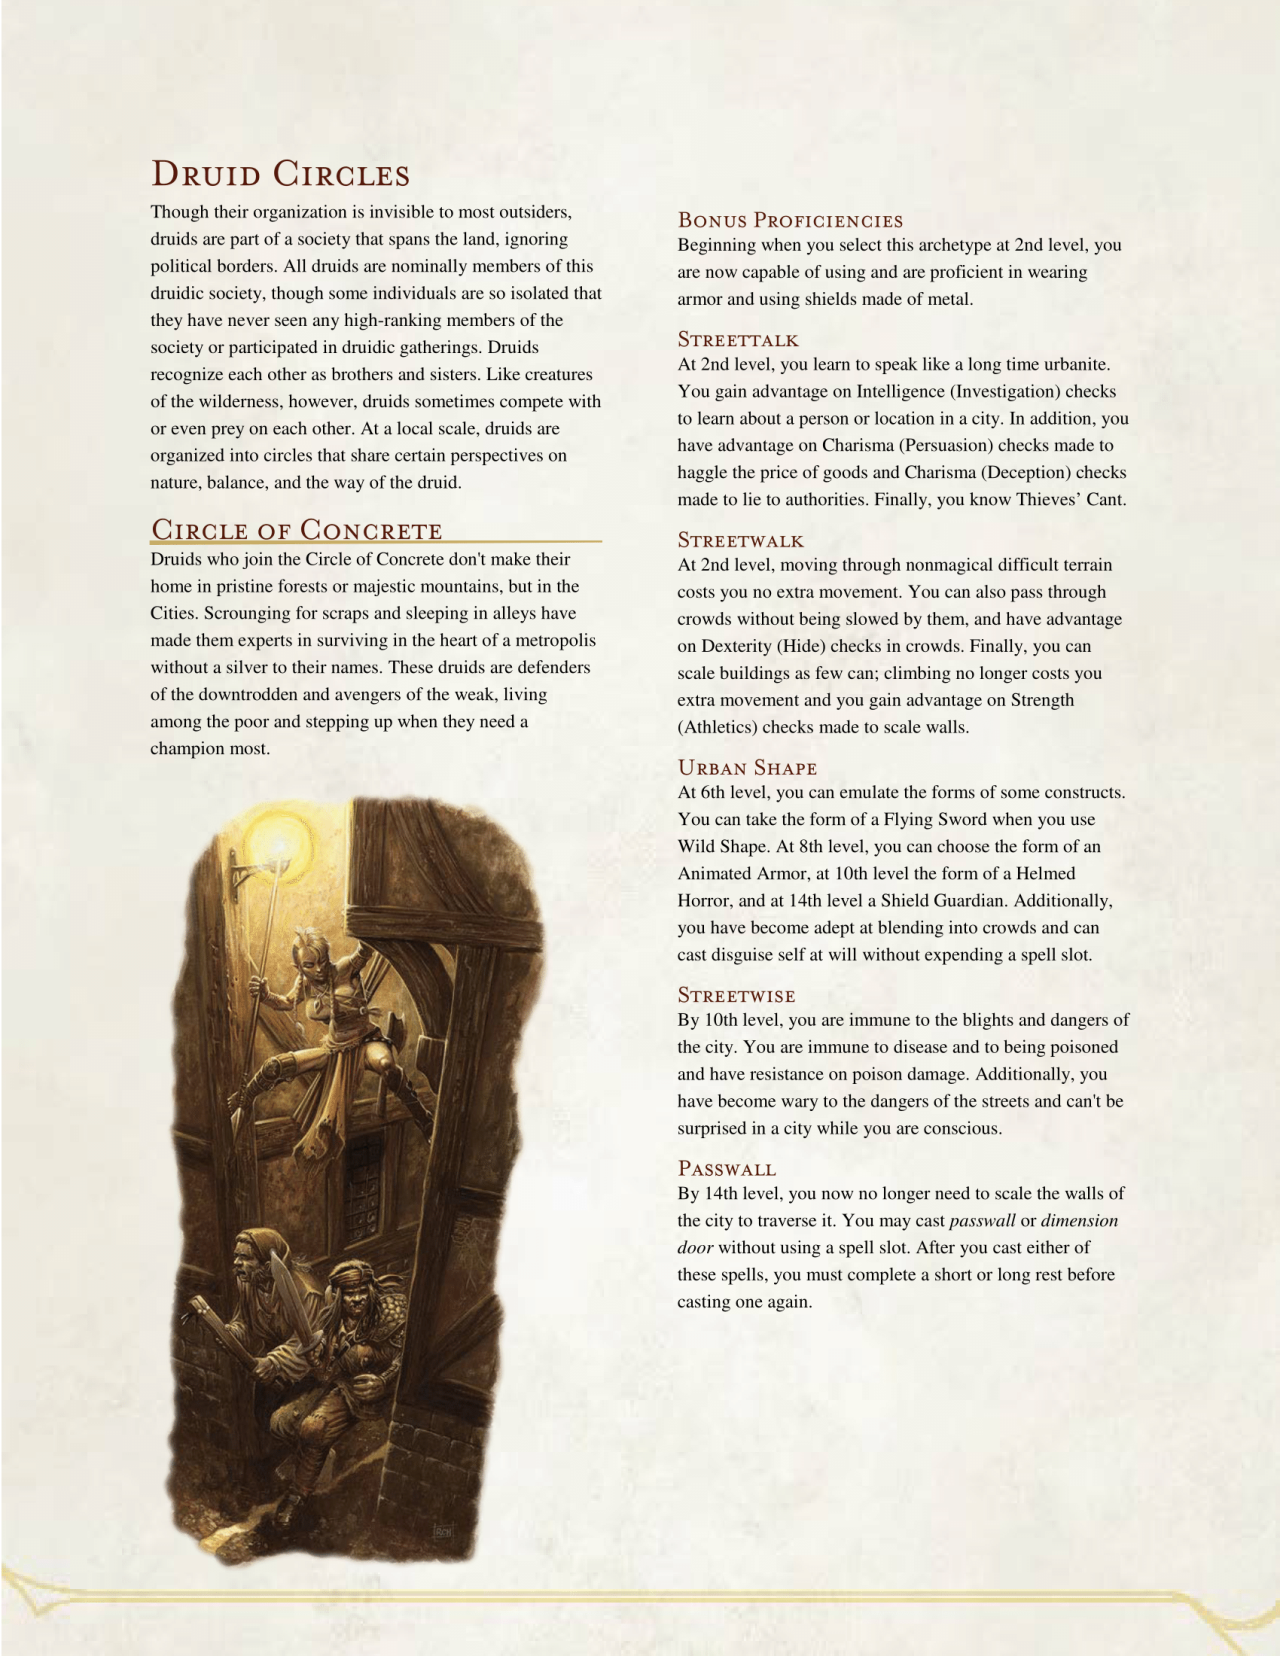 Druid Circles
Though their organization is invisible to most outsiders,
druids are part of a society that spans the land, ignoring
political borders. All druids are nominally members of this
druidic society, though some individuals are so isolated that
they have never seen any high-ranking members of the
society or participated in druidic gatherings. Druids
recognize each other as brothers and sisters. Like creatures
of the wilderness, however, druids sometimes compete with
or even prey on each other. At a local scale, druids are
organized into circles that share certain perspectives on
nature, balance, and the way of the druid.
Circle of Concrete
Druids who join the Circle of Concrete don't make their
home in pristine forests or majestic mountains, but in the
Cities. Scrounging for scraps and sleeping in alleys have
made them experts in surviving in the heart of a metropolis
without a silver to their names. These druids are defenders
of the downtrodden and avengers of the weak, living
among the poor and stepping up when they need a
champion most.
RCH
Bonus Proficiencies
Beginning when you select this archetype at 2nd level, you
are now capable of using and are proficient in wearing
armor and using shields made of metal.
Streettalk
At 2nd level, you learn to speak like a long time urbanite.
You gain advantage on Intelligence (Investigation) checks
to learn about a person or location in a city. In addition, you
have advantage on Charisma (Persuasion) checks made to
haggle the price of goods and Charisma (Deception) checks
made to lie to authorities. Finally, you know Thieves’ Cant.
Streetwalk
At 2nd level, moving through nonmagical difficult terrain
costs you no extra movement. You can also pass through
crowds without being slowed by them, and have advantage
on Dexterity (Hide) checks in crowds. Finally, you can
scale buildings as few can; climbing no longer costs you
extra movement and you gain advantage on Strength
(Athletics) checks made to scale walls.
Urban Shape
At 6th level, you can emulate the forms of some constructs.
You can take the form of a Flying Sword when you use
Wild Shape. At 8th level, you can choose the form of an
Animated Armor, at 10th level the form of a Helmed
Horror, and at 14th level a Shield Guardian. Additionally,
you have become adept at blending into crowds and can
cast disguise self at will without expending a spell slot.
Streetwise
By 10th level, you are immune to the blights and dangers of
the city. You are immune to disease and to being poisoned
and have resistance on poison damage. Additionally, you
have become wary to the dangers of the streets and can't be
surprised in a city while you are conscious.
Passwall
By 14th level, you now no longer need to scale the walls of
the city to traverse it. You may cast passwall or dimension
door without using a spell slot. After you cast either of
these spells, you must complete a short or long rest before
casting one again.